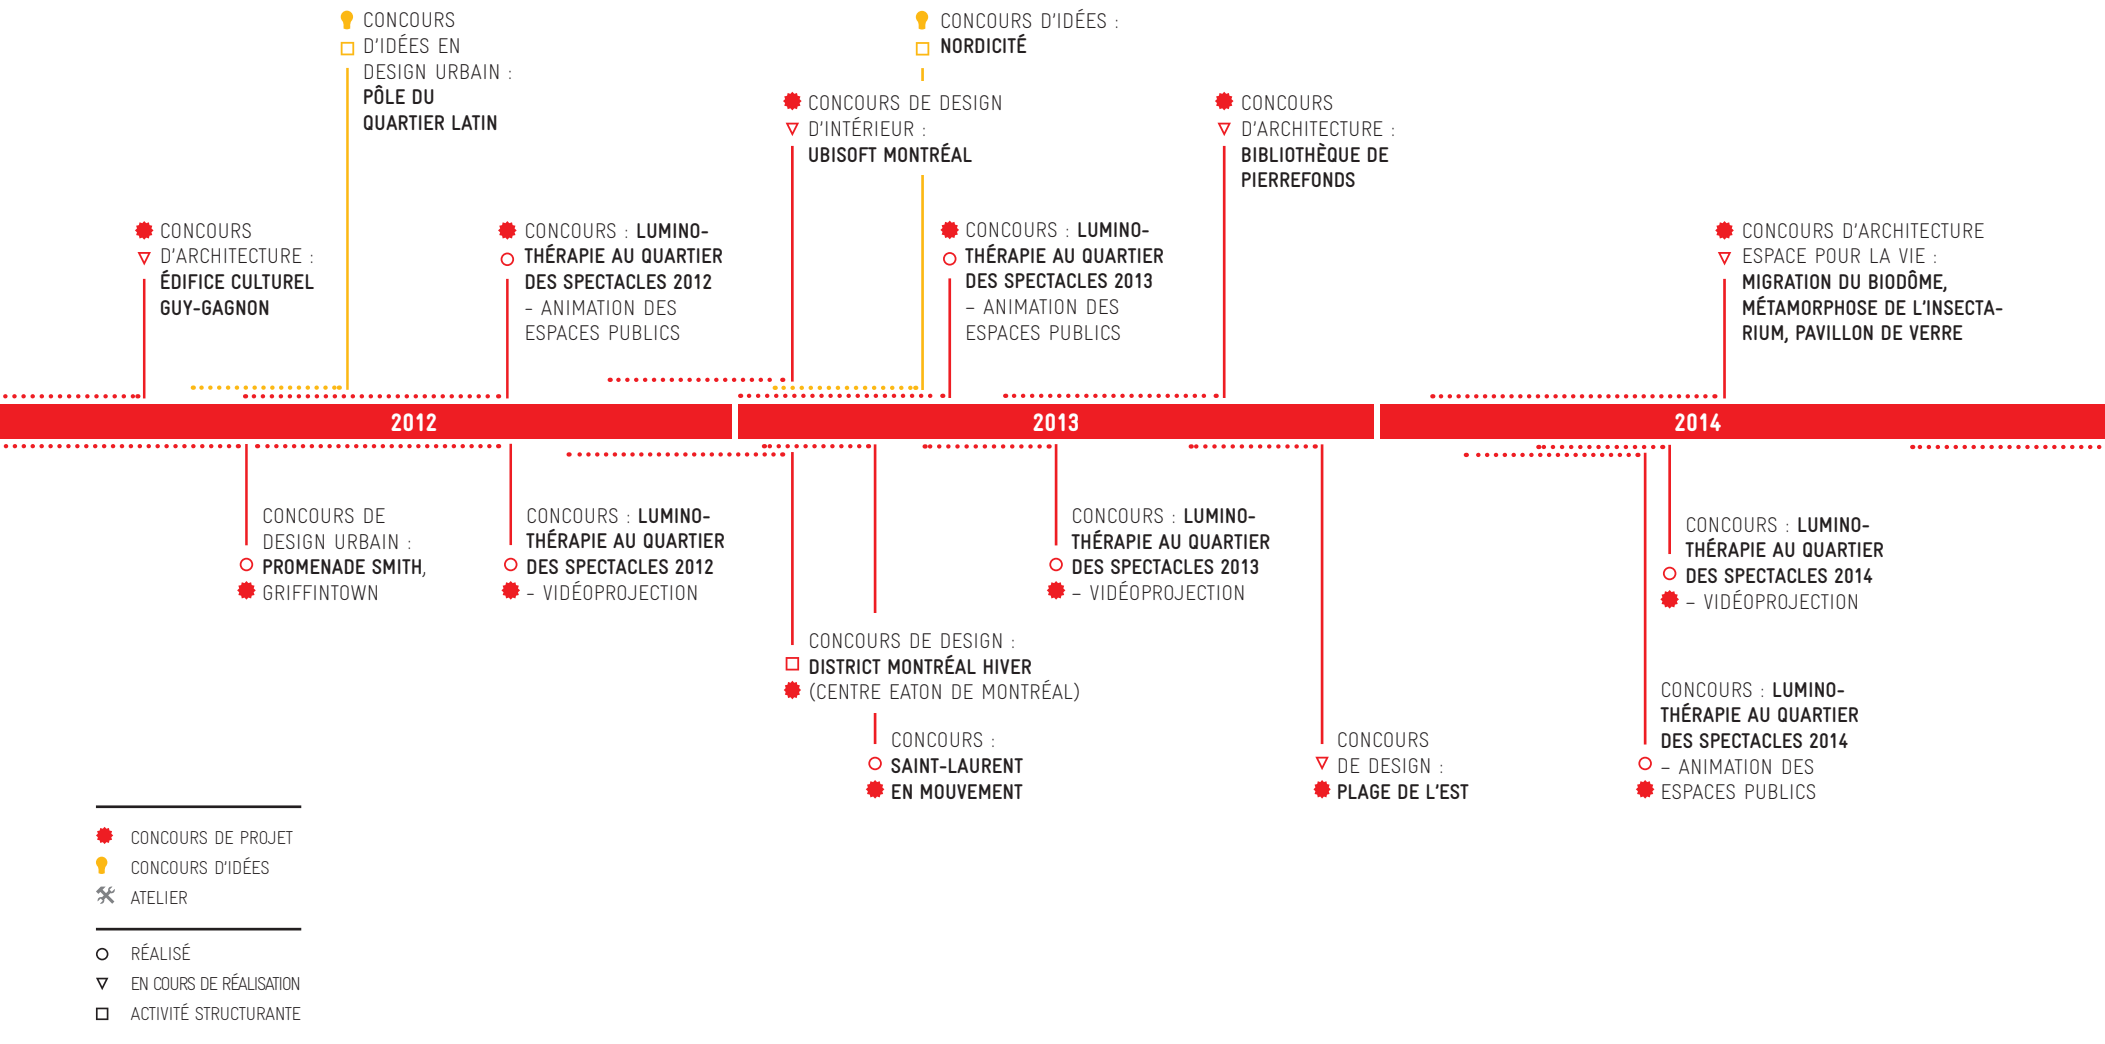 CONCOURS
D'IDÉES EN
DESIGN URBAIN :
PÔLE DU
QUARTIER LATIN
CONCOURS D'IDÉES :
NORDICITÉ
CONCOURS DE DESIGN
D'INTÉRIEUR :
UBISOFT MONTRÉAL
CONCOURS
D'ARCHITECTURE :
BIBLIOTHÈQUE DE
PIERREFONDS
CONCOURS
D'ARCHITECTURE :
ÉDIFICE CULTUREL
GUY-GAGNON
CONCOURS : LUMINO-
THÉRAPIE AU QUARTIER
DES SPECTACLES 2012
– ANIMATION DES
ESPACES PUBLICS
CONCOURS : LUMINO-
THÉRAPIE AU QUARTIER
DES SPECTACLES 2013
– ANIMATION DES
ESPACES PUBLICS
CONCOURS D'ARCHITECTURE
ESPACE POUR LA VIE :
MIGRATION DU BIODÔME,
MÉTAMORPHOSE DE L'INSECTA-
RIUM, PAVILLON DE VERRE
2012
2013
2014
CONCOURS DE
DESIGN URBAIN :
PROMENADE SMITH,
GRIFFINTOWN
CONCOURS : LUMINO-
THÉRAPIE AU QUARTIER
DES SPECTACLES 2012
– VIDÉOPROJECTION
CONCOURS DE DESIGN :
DISTRICT MONTRÉAL HIVER
(CENTRE EATON DE MONTRÉAL)
CONCOURS :
SAINT-LAURENT
EN MOUVEMENT
CONCOURS : LUMINO-
THÉRAPIE AU QUARTIER
DES SPECTACLES 2013
– VIDÉOPROJECTION
CONCOURS
DE DESIGN :
PLAGE DE L'EST
CONCOURS : LUMINO-
THÉRAPIE AU QUARTIER
DES SPECTACLES 2014
– VIDÉOPROJECTION
CONCOURS : LUMINO-
THÉRAPIE AU QUARTIER
DES SPECTACLES 2014
– ANIMATION DES
ESPACES PUBLICS
CONCOURS DE PROJET
CONCOURS D'IDÉES
ATELIER
RÉALISÉ
EN COURS DE RÉALISATION
ACTIVITÉ STRUCTURANTE